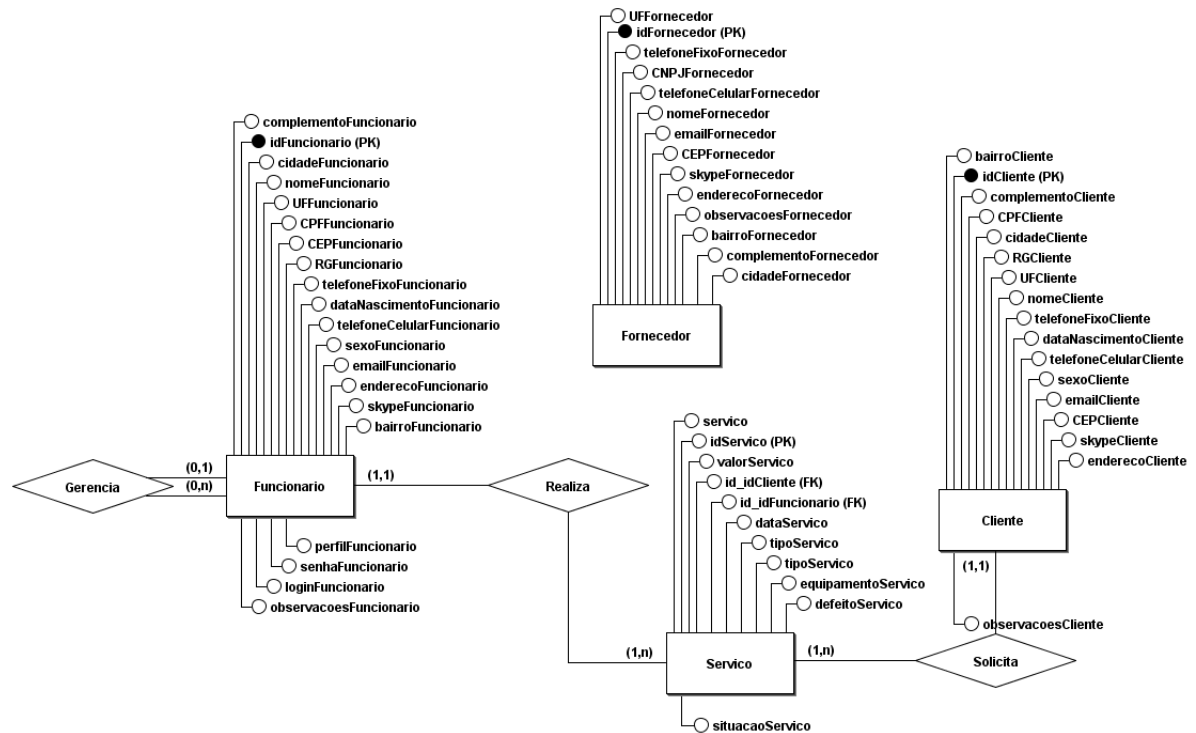 UFFornecedor
idFornecedor (PK)
telefoneFixoFornecedor
CNPJFornecedor
telefoneCelularFornecedor
nomeFornecedor
emailFornecedor
CEPFornecedor
skypeFornecedor
enderecoFornecedor
observacoesFornecedor
bairroFornecedor
complementoFornecedor
cidadeFornecedor
Fornecedor
complementoFuncionario
idFuncionario (PK)
cidadeFuncionario
nomeFuncionario
UFFuncionario
CPFFuncionario
CEPFuncionario
RGFuncionario
telefoneFixoFuncionario
dataNascimentoFuncionario
telefoneCelularFuncionario
sexoFuncionario
emailFuncionario
enderecoFuncionario
skypeFuncionario
bairroFuncionario
Gerencia
(0,1)
(0,n)
Funcionario
(1,1)
Realiza
perfilFuncionario
senhaFuncionario
loginFuncionario
observacoesFuncionario
bairroCliente
idCliente (PK)
complementoCliente
CPFCliente
cidadeCliente
RGCliente
UFCliente
nomeCliente
telefoneFixoCliente
dataNascimentoCliente
telefoneCelularCliente
sexoCliente
emailCliente
CEPCliente
skypeCliente
enderecoCliente
Cliente
(1,1)
observacoesCliente
servico
idServico (PK)
valorServico
id_idCliente (FK)
id_idFuncionario (FK)
dataServico
tipoServico
tipoServico
equipamentoServico
defeitoServico
(1,n)
Servico
(1,n)
Solicita
situacaoServico